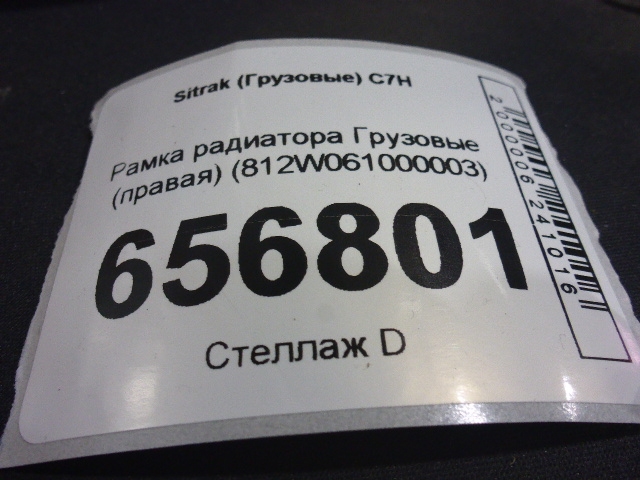 Sitrak (Грузовые) C7H
Рамка радиатора Грузовые
(правая) (812W061000003)
656801
Стеллаж D
2000006241016